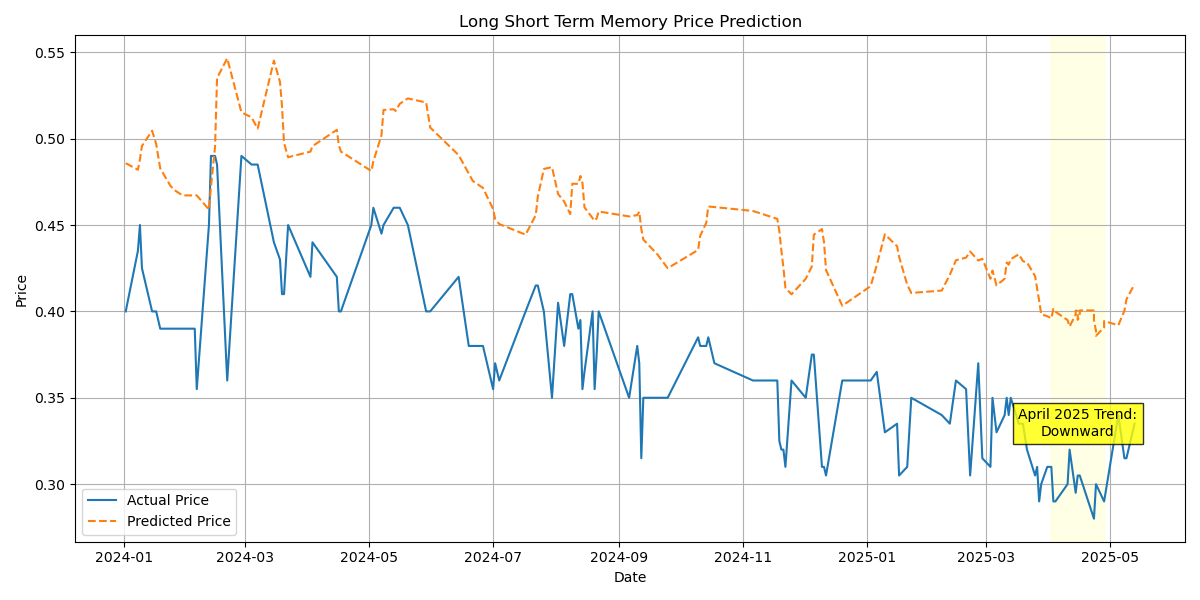 Long Short Term Memory Price Prediction
0.55
0.50
0.45
0.40
0.35
0.30
Price
April 2025 Trend:
Downward
Actual Price
Predicted Price
2024-01
2024-03
2024-05
2024-07
2024-09
2024-11
2025-01
2025-03
2025-05
Date